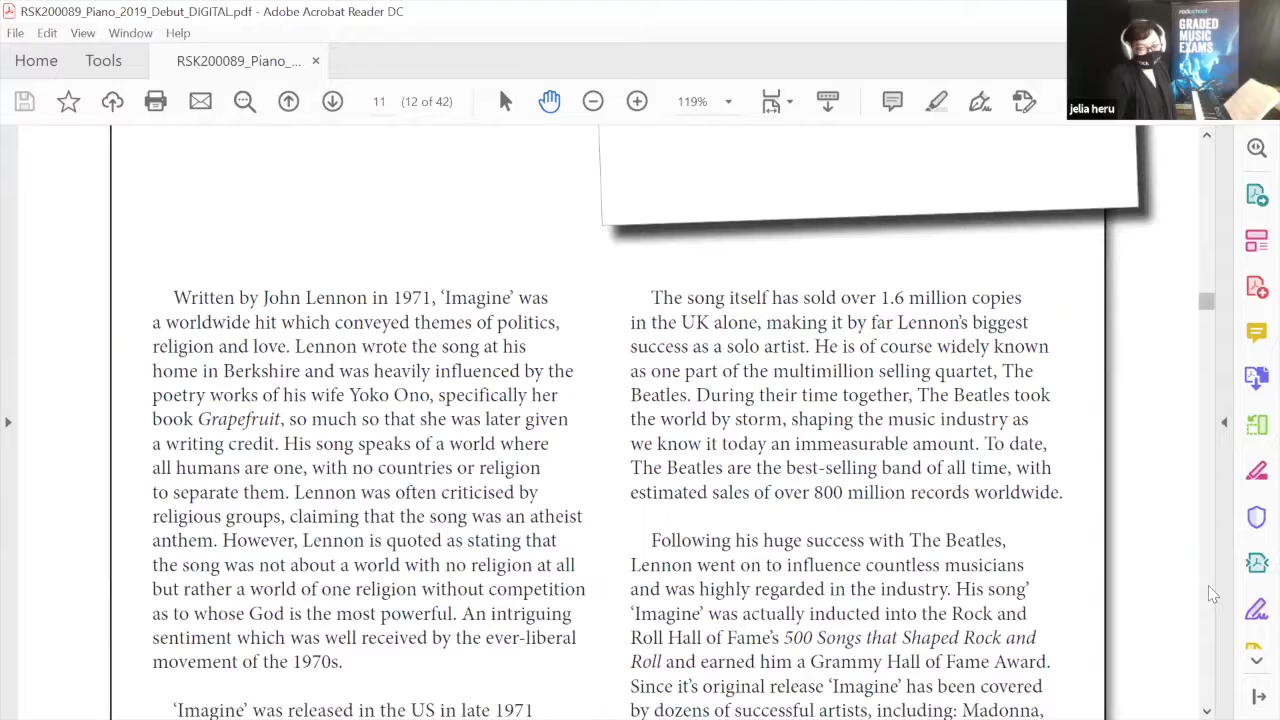 RSK200089_Piano_2019_Debut_DIGITAL.pdf - Adobe Acrobat Reader DC
File Edit View Window Help
Home Tools RSK200089_Piano_... ×
11 (12 of 42) 119%
rockschool
GRADED
MUSIC
EXAMS
jelia heru
Written by John Lennon in 1971, ‘Imagine’ was
a worldwide hit which conveyed themes of politics,
religion and love. Lennon wrote the song at his
home in Berkshire and was heavily influenced by the
poetry works of his wife Yoko Ono, specifically her
book Grapefruit, so much so that she was later given
a writing credit. His song speaks of a world where
all humans are one, with no countries or religion
to separate them. Lennon was often criticised by
religious groups, claiming that the song was an atheist
anthem. However, Lennon is quoted as stating that
the song was not about a world with no religion at all
but rather a world of one religion without competition
as to whose God is the most powerful. An intriguing
sentiment which was well received by the ever-liberal
movement of the 1970s.
‘Imagine’ was released in the US in late 1971
The song itself has sold over 1.6 million copies
in the UK alone, making it by far Lennon’s biggest
success as a solo artist. He is of course widely known
as one part of the multimillion selling quartet, The
Beatles. During their time together, The Beatles took
the world by storm, shaping the music industry as
we know it today an immeasurable amount. To date,
The Beatles are the best-selling band of all time, with
estimated sales of over 800 million records worldwide.
Following his huge success with The Beatles,
Lennon went on to influence countless musicians
and was highly regarded in the industry. His song’
‘Imagine’ was actually inducted into the Rock and
Roll Hall of Fame’s 500 Songs that Shaped Rock and
Roll and earned him a Grammy Hall of Fame Award.
Since it’s original release ‘Imagine’ has been covered
by dozens of successful artists, including: Madonna,